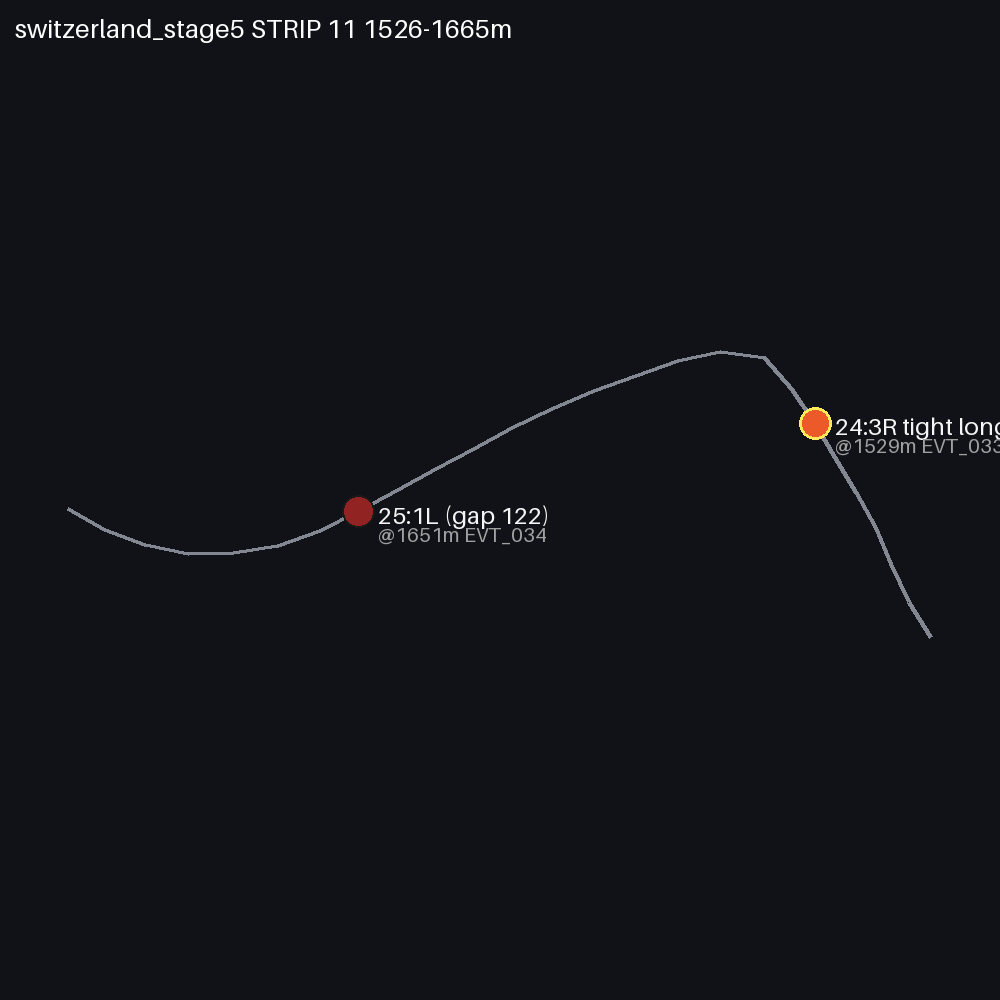 switzerland_stage5 STRIP 11 1526-1665m
24:3R tight long
@1529m EVT_033
25:1L (gap 122)
@1651m EVT_034